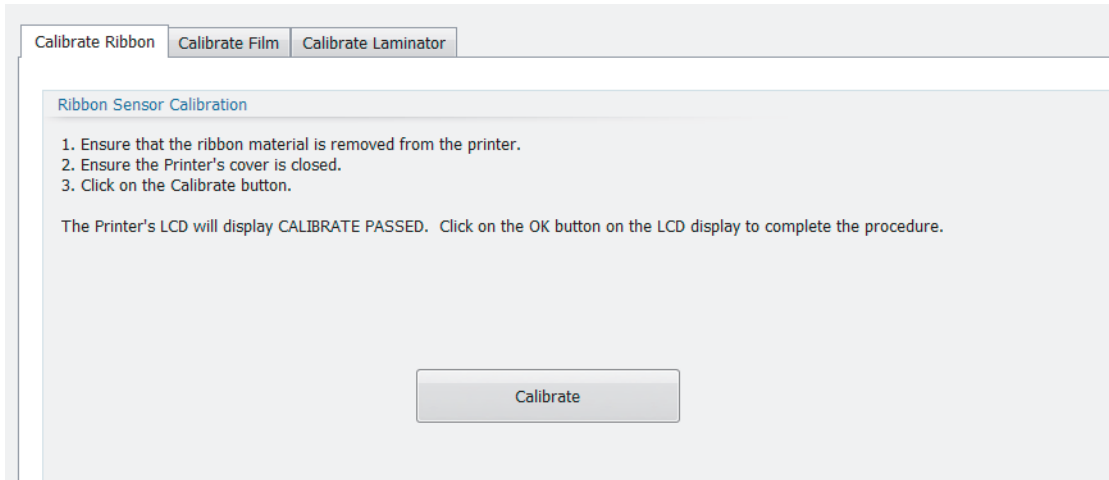 Calibrate Ribbon Calibrate Film Calibrate Laminator
Ribbon Sensor Calibration
1. Ensure that the ribbon material is removed from the printer.
2. Ensure the Printer's cover is closed.
3. Click on the Calibrate button.
The Printer's LCD will display CALIBRATE PASSED.  Click on the OK button on the LCD display to complete the procedure.
Calibrate